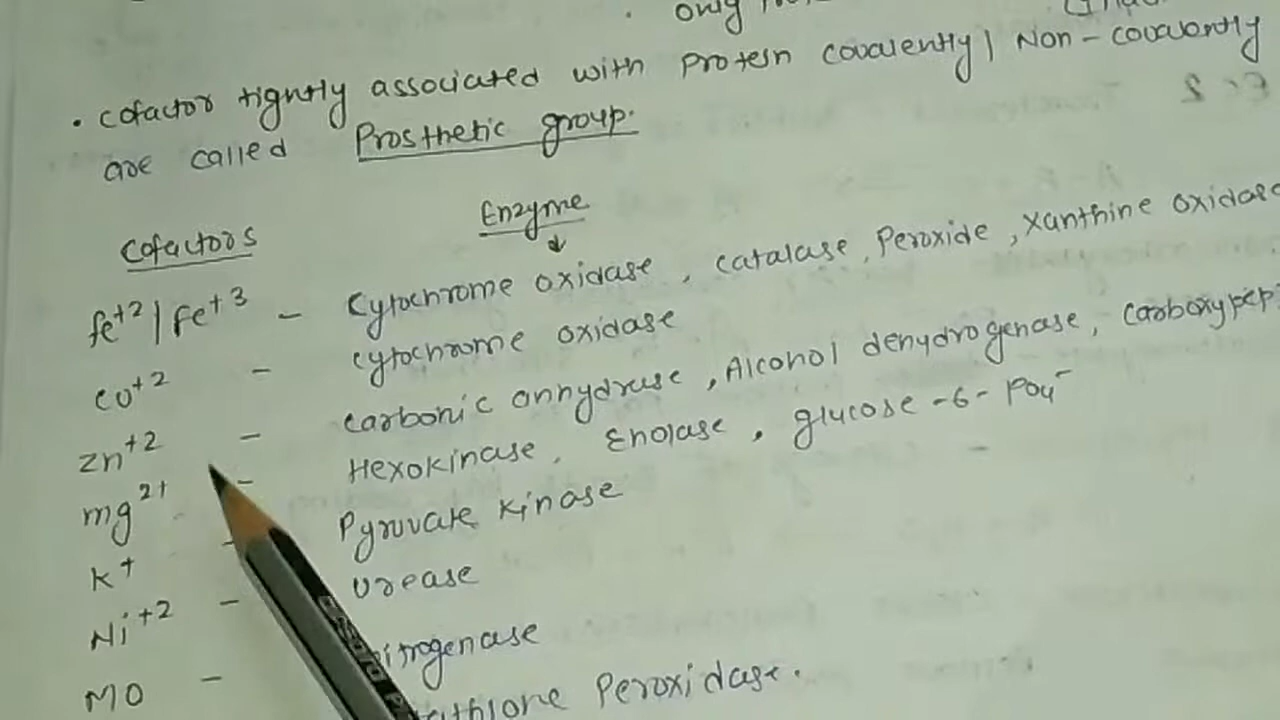 only
• Cofactor tightly associated with Protein covalently | Non-covalently
are called Prosthetic group.
Cofactors Enzyme
Fe+2 | Fe+3 - Cytochrome oxidase, Catalase, Peroxide, Xanthine oxidase
Cu+2 - Cytochrome oxidase
Zn+2 - Carbonic anhydrase, Alcohol dehydrogenase, Carboxypep
Mg2+ - Hexokinase, Enolase, Glucose-6-PO4-
K+ - Pyruvate Kinase
Ni+2 - Urease
MO - itrogenase
athione Peroxidase.